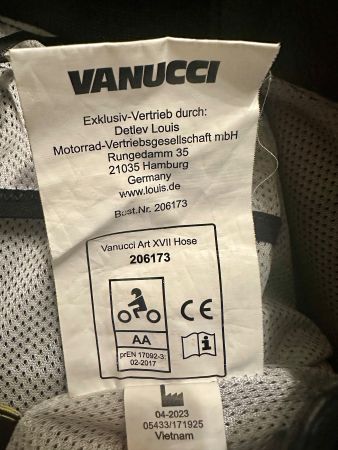 VANUCCI
Exklusiv-Vertrieb durch:
Detlev Louis
Motorrad-Vertriebsgesellschaft mbH
Rungedamm 35
21035 Hamburg
Germany
www.louis.de
Best.Nr. 206173
Vanucci Art XVII Hose
206173
AA
prEN 17092-3:
02-2017
CE
i
04-2023
05433/171925
Vietnam